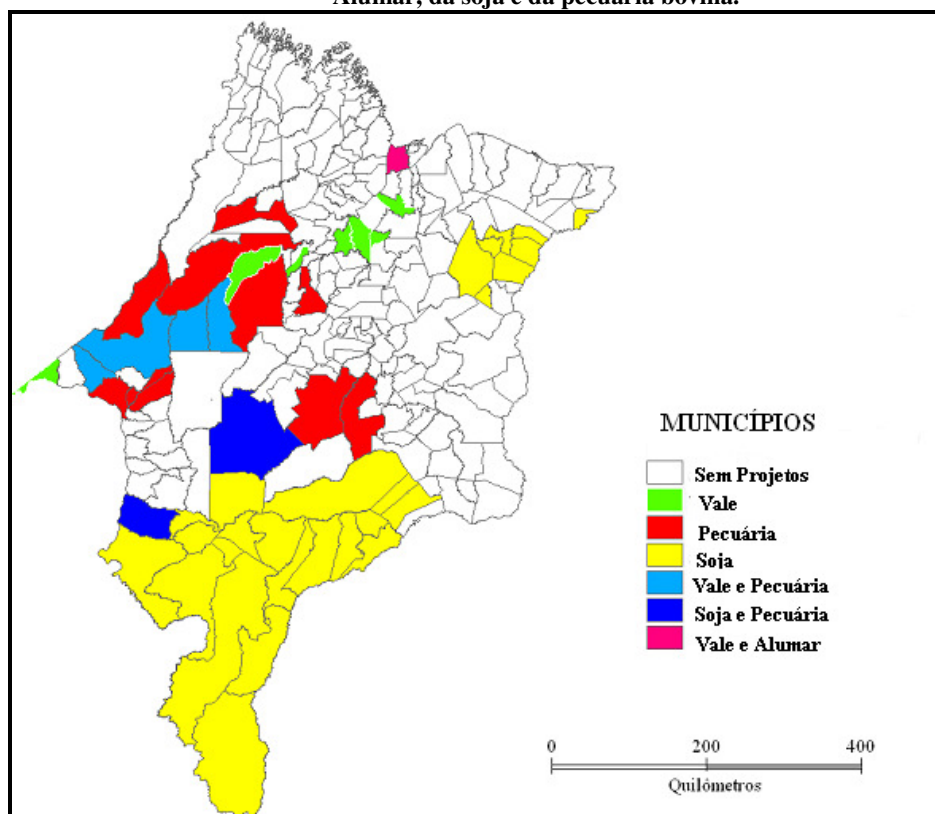 Alumar, da soja e da pecuária bovina.
MUNICÍPIOS
Sem Projetos
Vale
Pecuária
Soja
Vale e Pecuária
Soja e Pecuária
Vale e Alumar
0 200 400
Quilómetros